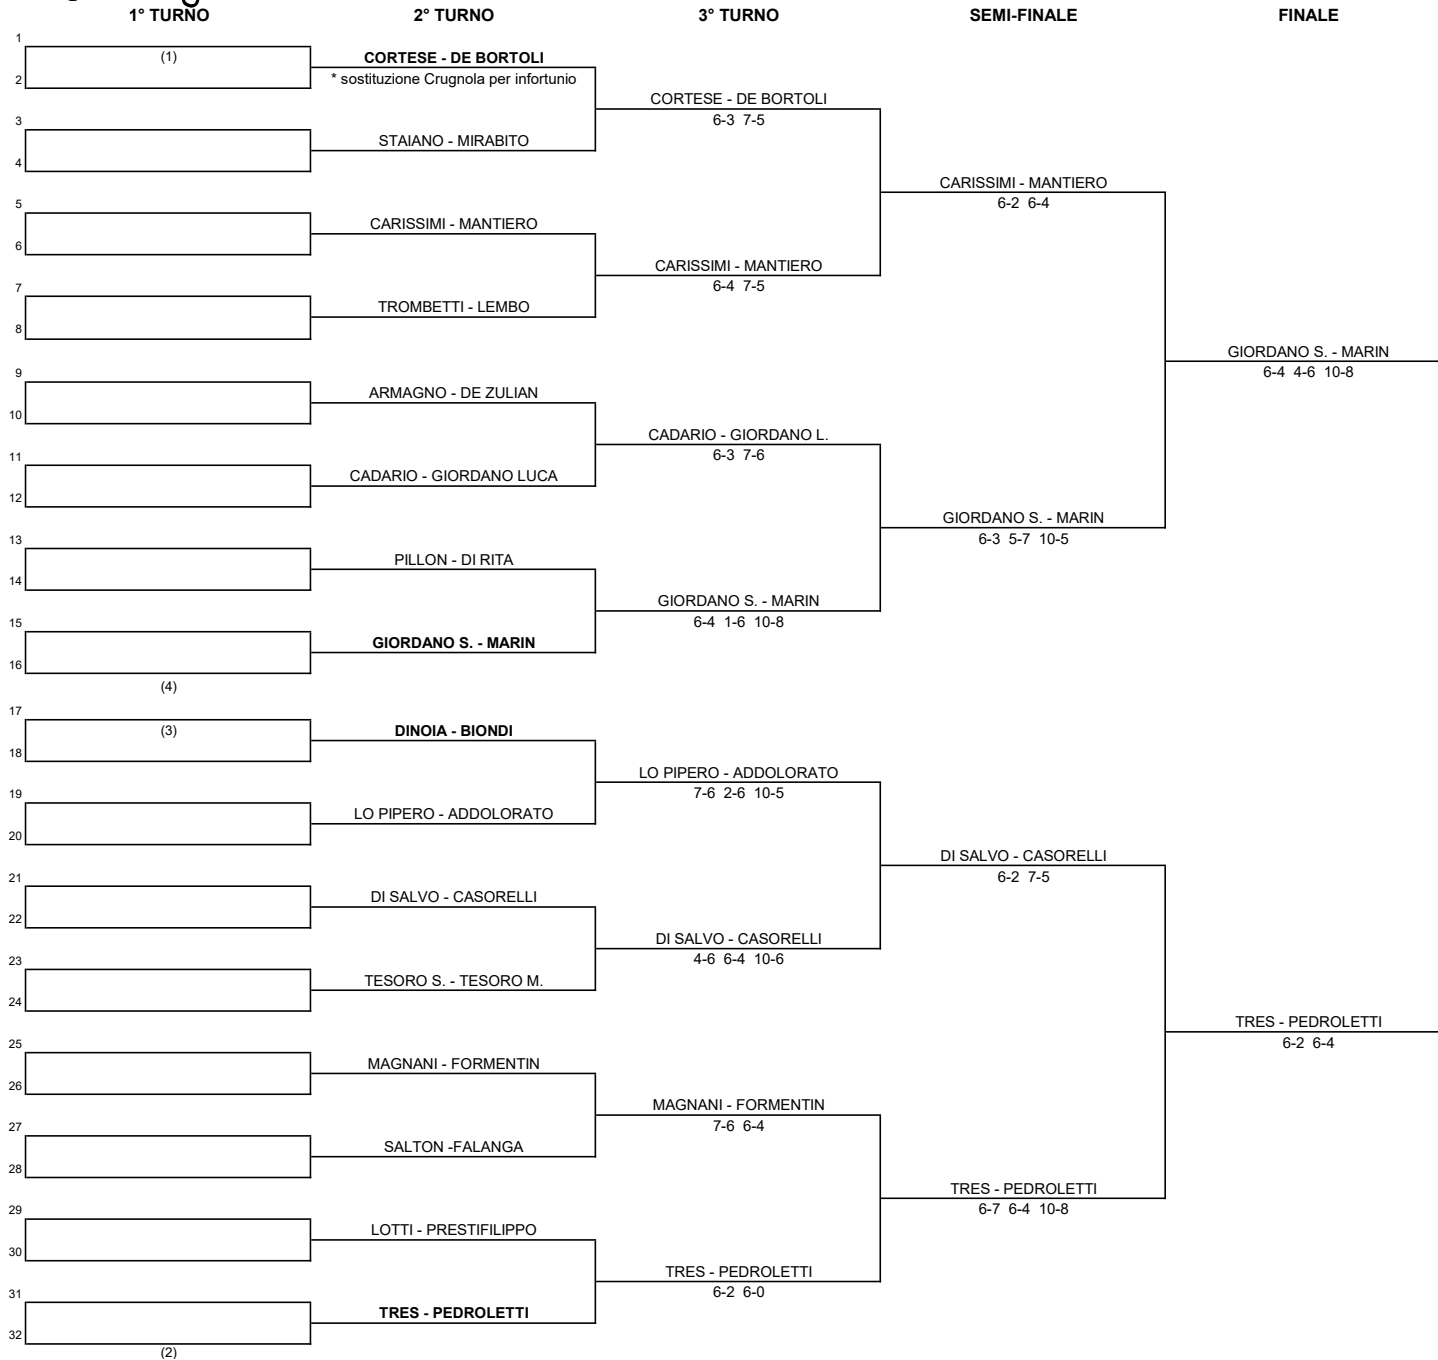 1° TURNO 2° TURNO 3° TURNO SEMI-FINALE FINALE
1
(1) CORTESE - DE BORTOLI
2 * sostituzione Crugnola per infortunio
CORTESE - DE BORTOLI
6-3 7-5
3
STAIANO - MIRABITO
4
CARISSIMI - MANTIERO
6-2 6-4
5
CARISSIMI - MANTIERO
6
CARISSIMI - MANTIERO
6-4 7-5
7
TROMBETTI - LEMBO
8
GIORDANO S. - MARIN
6-4 4-6 10-8
9
ARMAGNO - DE ZULIAN
10
CADARIO - GIORDANO L.
6-3 7-6
11
CADARIO - GIORDANO LUCA
12
GIORDANO S. - MARIN
6-3 5-7 10-5
13
PILLON - DI RITA
14
GIORDANO S. - MARIN
6-4 1-6 10-8
15
GIORDANO S. - MARIN
16
(4)
17
(3) DINOIA - BIONDI
18
LO PIPERO - ADDOLORATO
7-6 2-6 10-5
19
LO PIPERO - ADDOLORATO
20
DI SALVO - CASORELLI
6-2 7-5
21
DI SALVO - CASORELLI
22
DI SALVO - CASORELLI
4-6 6-4 10-6
23
TESORO S. - TESORO M.
24
TRES - PEDROLETTI
6-2 6-4
25
MAGNANI - FORMENTIN
26
MAGNANI - FORMENTIN
7-6 6-4
27
SALTON -FALANGA
28
TRES - PEDROLETTI
6-7 6-4 10-8
29
LOTTI - PRESTIFILIPPO
30
TRES - PEDROLETTI
6-2 6-0
31
TRES - PEDROLETTI
32
(2)